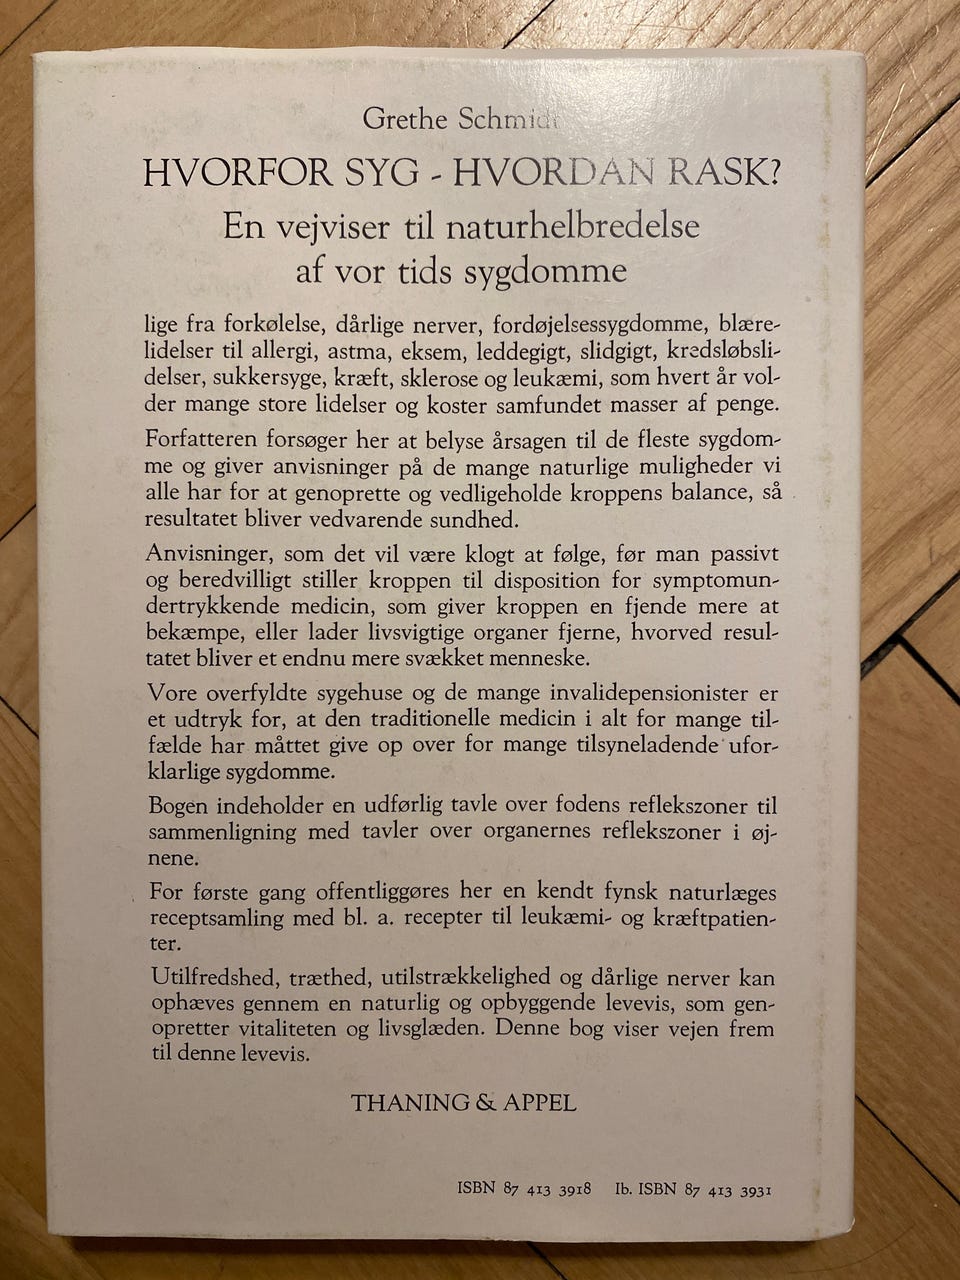 Grethe Schmidt
HVORFOR SYG - HVORDAN RASK?
En vejviser til naturhelbredelse
af vor tids sygdomme
lige fra forkølelse, dårlige nerver, fordøjelsessygdomme, blære-
lidelser til allergi, astma, eksem, leddegigt, slidgigt, kredsløbsli-
delser, sukkersyge, kræft, sklerose og leukæmi, som hvert år vol-
der mange store lidelser og koster samfundet masser af penge.
Forfatteren forsøger her at belyse årsagen til de fleste sygdom-
me og giver anvisninger på de mange naturlige muligheder vi
alle har for at genoprette og vedligeholde kroppens balance, så
resultatet bliver vedvarende sundhed.
Anvisninger, som det vil være klogt at følge, før man passivt
og beredvilligt stiller kroppen til disposition for symptomun-
dertrykkende medicin, som giver kroppen en fjende mere at
bekæmpe, eller lader livsvigtige organer fjerne, hvorved resul-
tatet bliver et endnu mere svækket menneske.
Vore overfyldte sygehuse og de mange invalidepensionister er
et udtryk for, at den traditionelle medicin i alt for mange til-
fælde har måttet give op over for mange tilsyneladende ufor-
klarlige sygdomme.
Bogen indeholder en udførlig tavle over fodens reflekszoner til
sammenligning med tavler over organernes reflekszoner i øj-
nene.
For første gang offentliggøres her en kendt fynsk naturlæges
receptsamling med bl. a. recepter til leukæmi- og kræftpatien-
ter.
Utilfredshed, træthed, utilstrækkelighed og dårlige nerver kan
ophæves gennem en naturlig og opbyggende levevis, som gen-
opretter vitaliteten og livsglæden. Denne bog viser vejen frem
til denne levevis.
THANING & APPEL
ISBN 87 413 3918 Ib. ISBN 87 413 3931